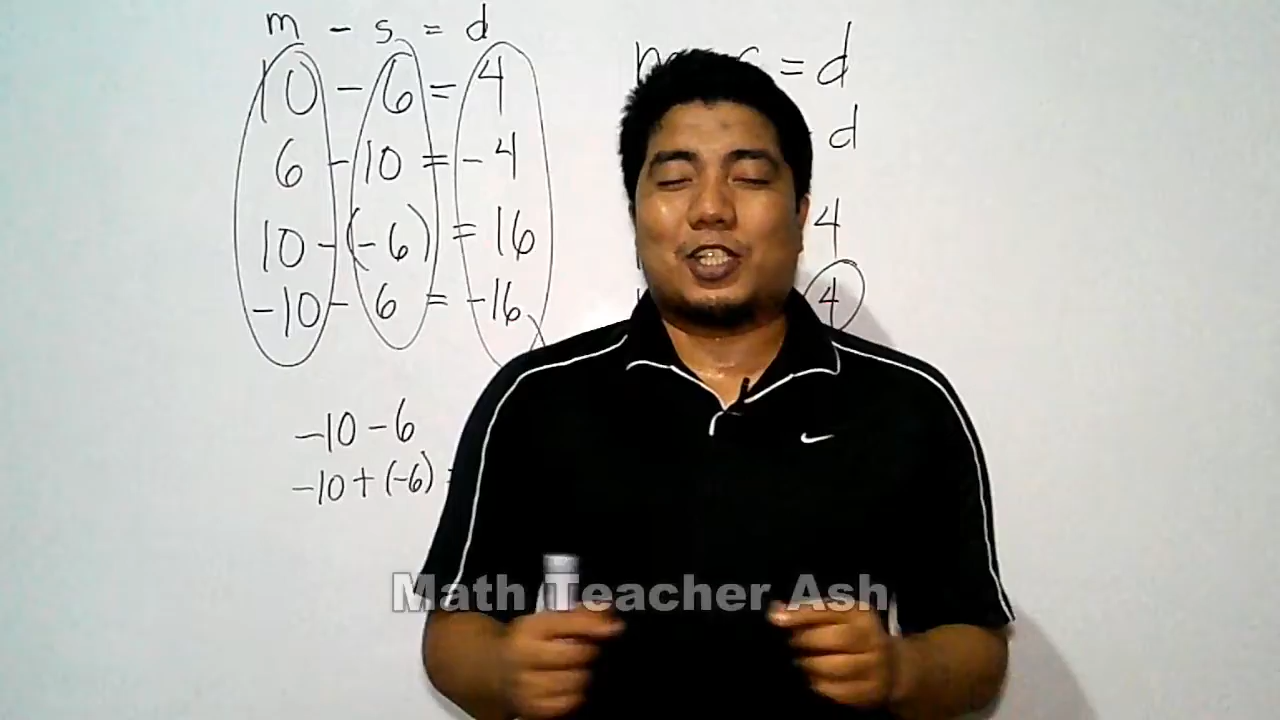 m - s = d
10 - 6 = 4
6 - 10 = -4
10 - (-6) = 16
-10 - 6 = -16
-10 - 6
-10 + (-6)
= d
d
4
4
Math Teacher Ash